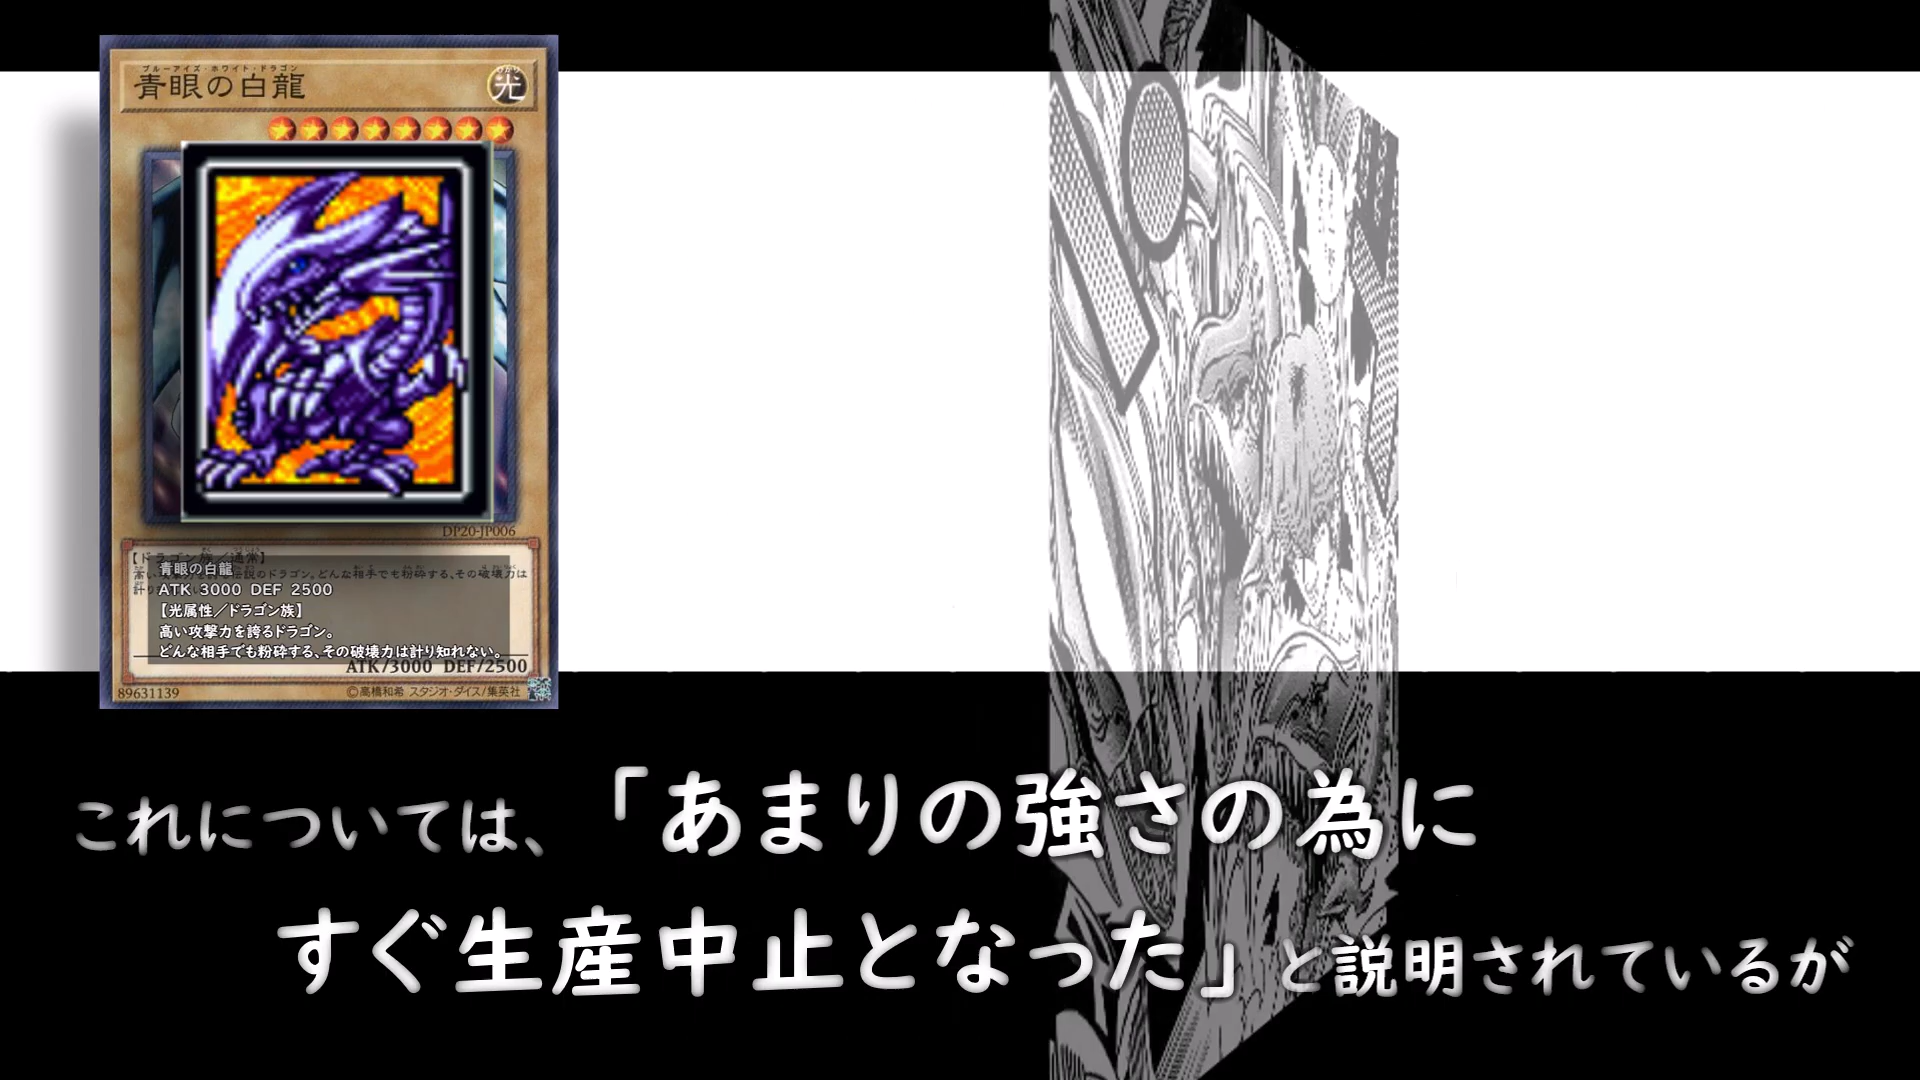 ブルーアイズ・ホワイト・ドラゴン
青眼の白龍
光
DP20-JP006
【ドラゴン族／通常】
青眼の白龍
ATK 3000 DEF 2500
【光属性／ドラゴン族】
高い攻撃力を誇るドラゴン。
どんな相手でも粉砕する、その破壊力は計り知れない。
ATK/3000 DEF/2500
89631139
©高橋和希 スタジオ・ダイス/集英社
これについては、「あまりの強さの為に
すぐ生産中止となった」と説明されているが